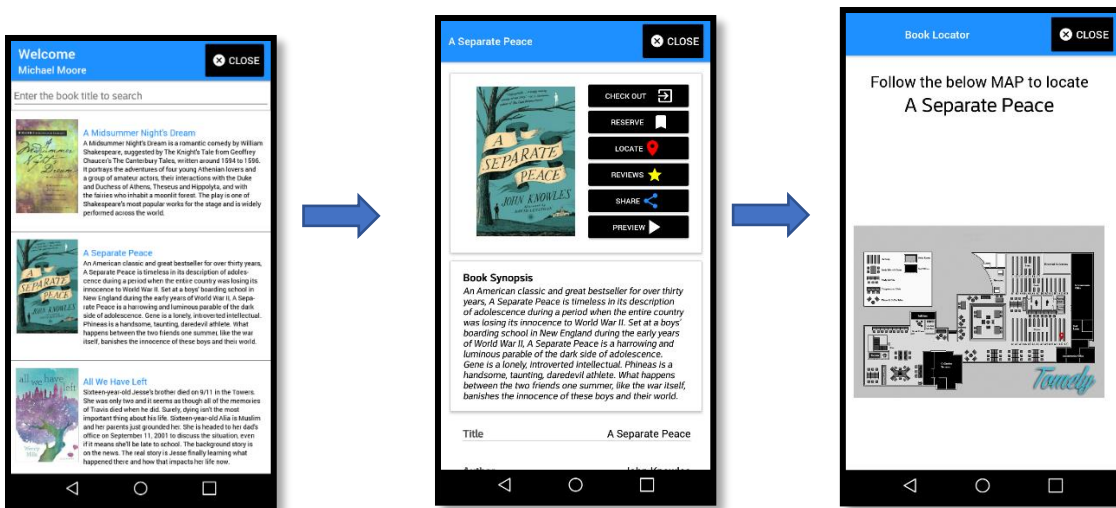 Welcome
Michael Moore
CLOSE
Enter the book title to search
A Midsummer Night's Dream
A Midsummer Night's Dream is a romantic comedy by William
Shakespeare, suggested by The Knight's Tale from Geoffrey
Chaucer's The Canterbury Tales, written around 1594 to 1596.
It portrays the adventures of four young Athenian lovers and
a group of amateur actors, their interactions with the Duke
and Duchess of Athens, Theseus and Hippolyta, and with
the fairies who inhabit a moonlit forest. The play is one of
Shakespeare's most popular works for the stage and is widely
performed across the world.
A Separate Peace
An American classic and great bestseller for over thirty years,
A Separate Peace is timeless in its description of adoles-
cence during a period when the entire country was losing its
innocence to World War II. Set at a boys' boarding school in
New England during the early years of World War II, A Sepa-
rate Peace is a harrowing and luminous parable of the dark
side of adolescence. Gene is a lonely, introverted intellectual.
Phineas is a handsome, taunting, daredevil athlete. What
happens between the two friends one summer, like the war
itself, banishes the innocence of these boys and their world.
All We Have Left
Sixteen-year-old Jesse's brother died on 9/11 in the Towers.
She was only two and it seems as though all of the memories
of Travis died when he did. Surely, dying isn't the most
important thing about his life. Sixteen-year-old Alia is Muslim
and her parents just grounded her. She is headed to her dad's
office on September 11, 2001 to discuss the situation, even
if it means she'll be late to school. The background story is
on the news. The real story is Jesse finally learning what
happened there and how that impacts her life now.
all we have
left
A Separate Peace
CLOSE
A
SEPARATE
PEACE
JOHN KNOWLES
CHECK OUT
RESERVE
LOCATE
REVIEWS
SHARE
PREVIEW
Book Synopsis
An American classic and great bestseller for over thirty
years, A Separate Peace is timeless in its description
of adolescence during a period when the entire country
was losing its innocence to World War II. Set at a boys'
boarding school in New England during the early years
of World War II, A Separate Peace is a harrowing and
luminous parable of the dark side of adolescence.
Gene is a lonely, introverted intellectual. Phineas is a
handsome, taunting, daredevil athlete. What happens
between the two friends one summer, like the war itself,
banishes the innocence of these boys and their world.
Title A Separate Peace
Author John Knowles
Book Locator
CLOSE
Follow the below MAP to locate
A Separate Peace
Tomely